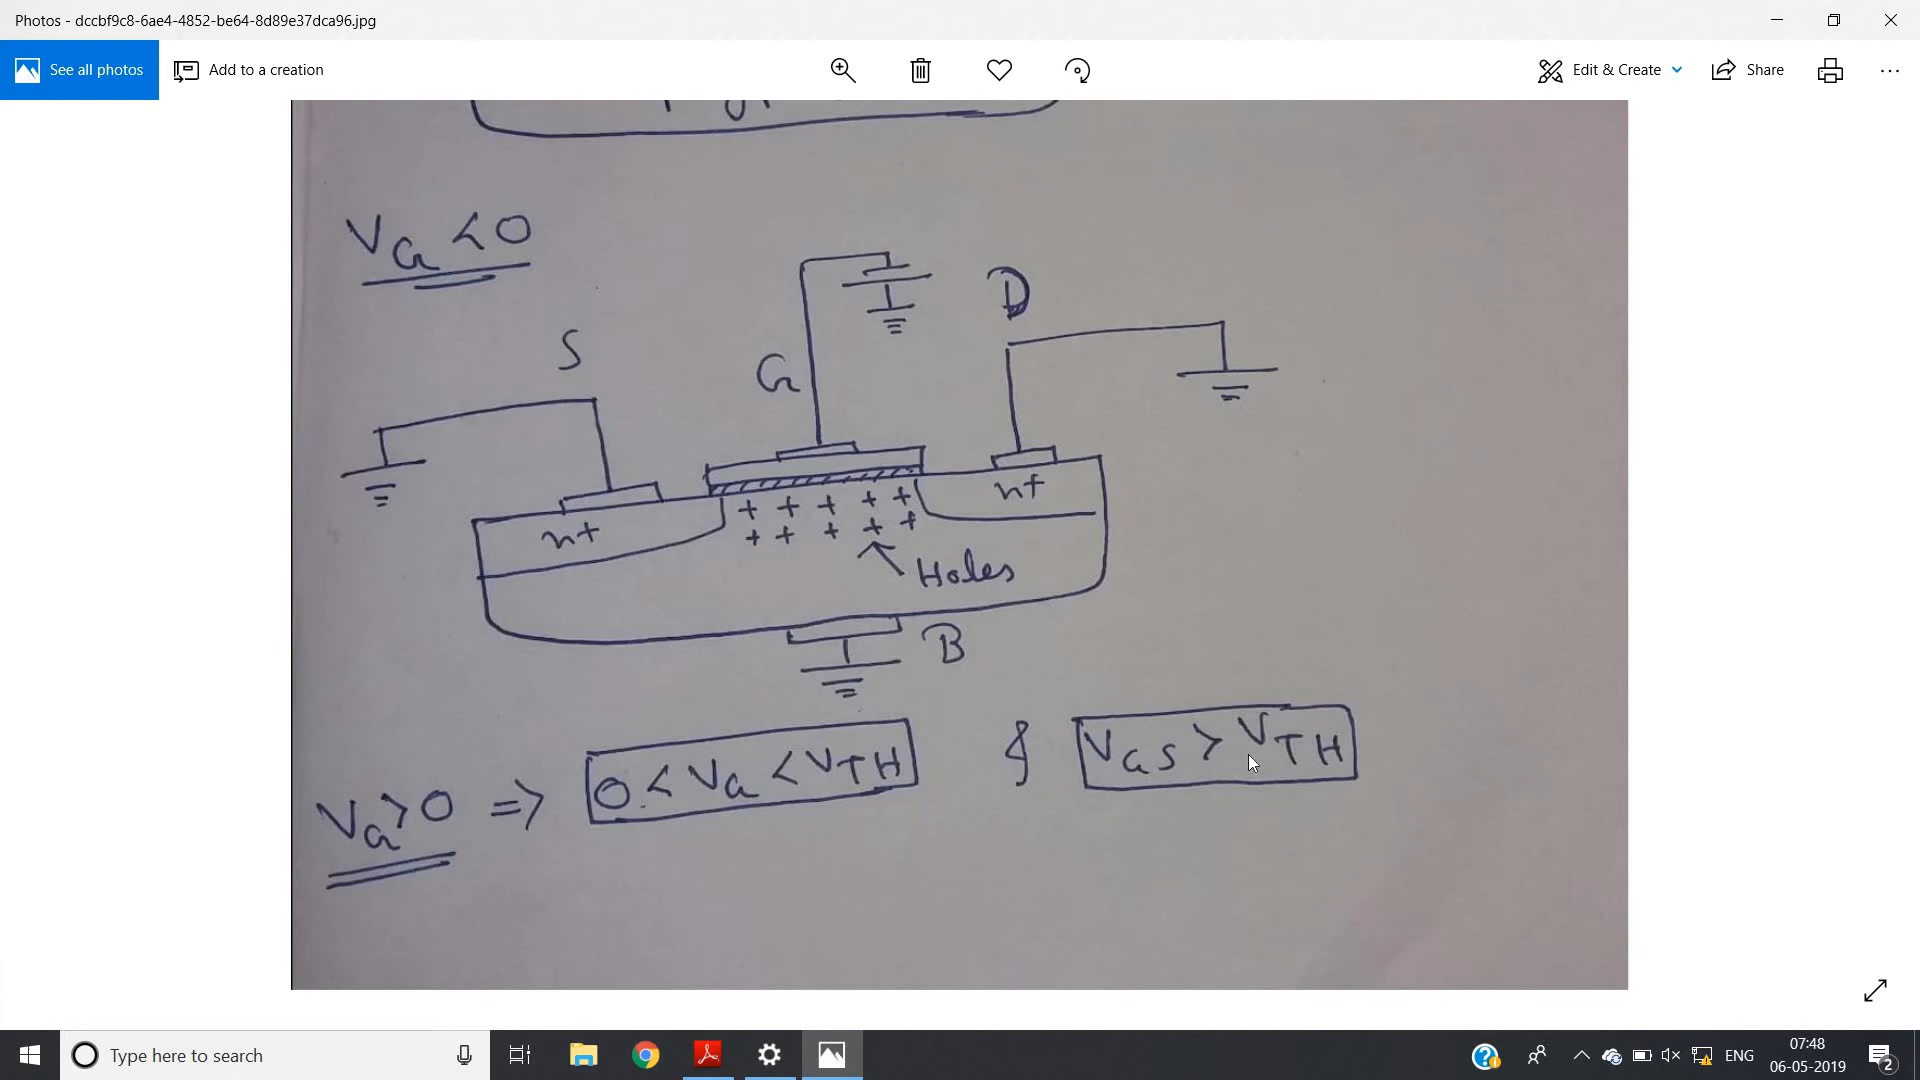 Photos - dccbf9c8-6ae4-4852-be64-8d89e37dca96.jpg
See all photos
Add to a creation
Edit & Create
Share
VG < 0
D
S
G
n+
n+
+ + + + +
+ + + + +
Holes
B
VG > 0 => 0 < VG < VTH & VGS > VTH
Type here to search
ENG
07:48
06-05-2019
2